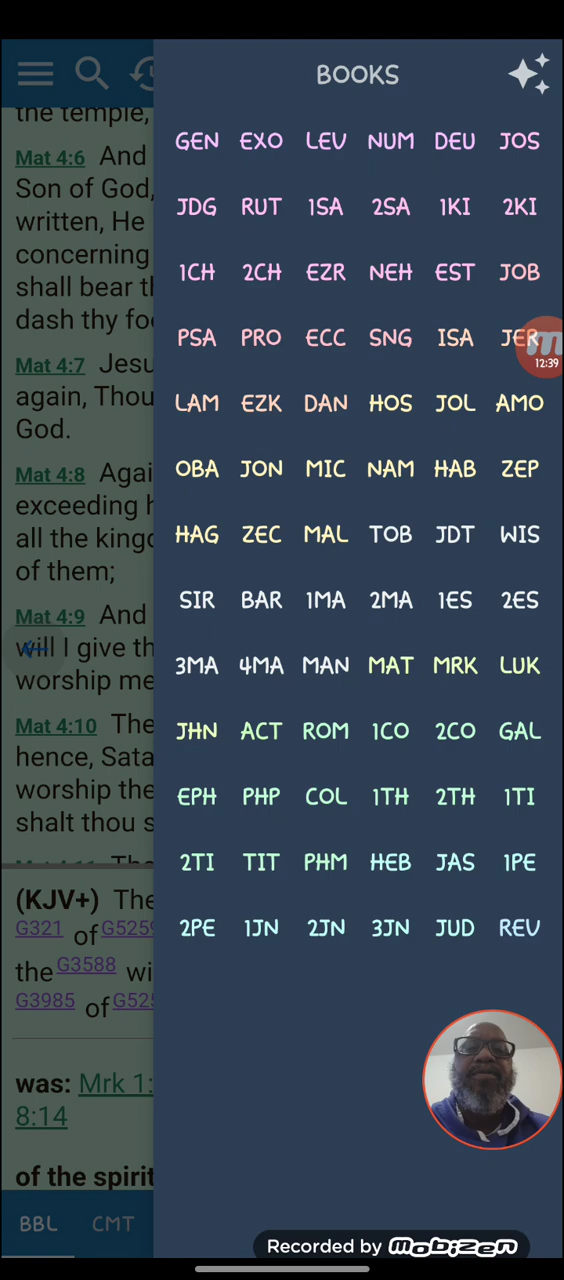 BOOKS
GEN EXO LEV NUM DEU JOS
JDG RUT 1SA 2SA 1KI 2KI
1CH 2CH EZR NEH EST JOB
PSA PRO ECC SNG ISA JER
12:39
LAM EZK DAN HOS JOL AMO
OBA JON MIC NAM HAB ZEP
HAG ZEC MAL TOB JDT WIS
SIR BAR 1MA 2MA 1ES 2ES
3MA 4MA MAN MAT MRK LUK
JHN ACT ROM 1CO 2CO GAL
EPH PHP COL 1TH 2TH 1TI
2TI TIT PHM HEB JAS 1PE
2PE 1JN 2JN 3JN JUD REV
the temple,
Mat 4:6 And
Son of God,
written, He
concerning
shall bear
dash thy
Mat 4:7 Jesu
again, Thou
God.
Mat 4:8 Agai
exceeding
all the
of them;
Mat 4:9 And
will I give
worship me
Mat 4:10 The
hence, Sata
worship the
shalt thou
(KJV+) The
G321 of G5259
the G3588 wi
G3985 of G525
was: Mrk 1:
8:14
of the spirit
BBL CMT
Recorded by mobizen